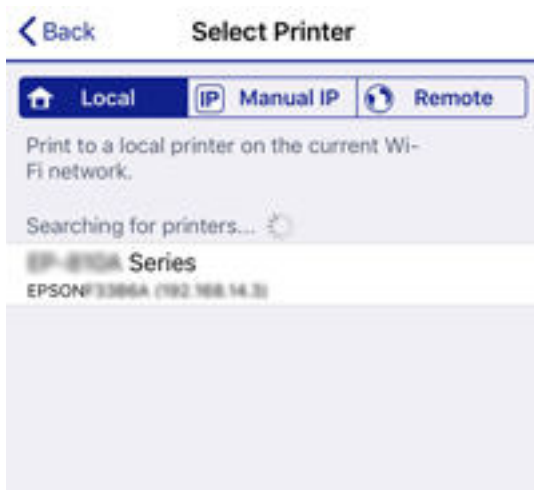 Back
Select Printer
Local
IP Manual IP
Remote
Print to a local printer on the current Wi-
Fi network.
Searching for printers...
Series
EPSON